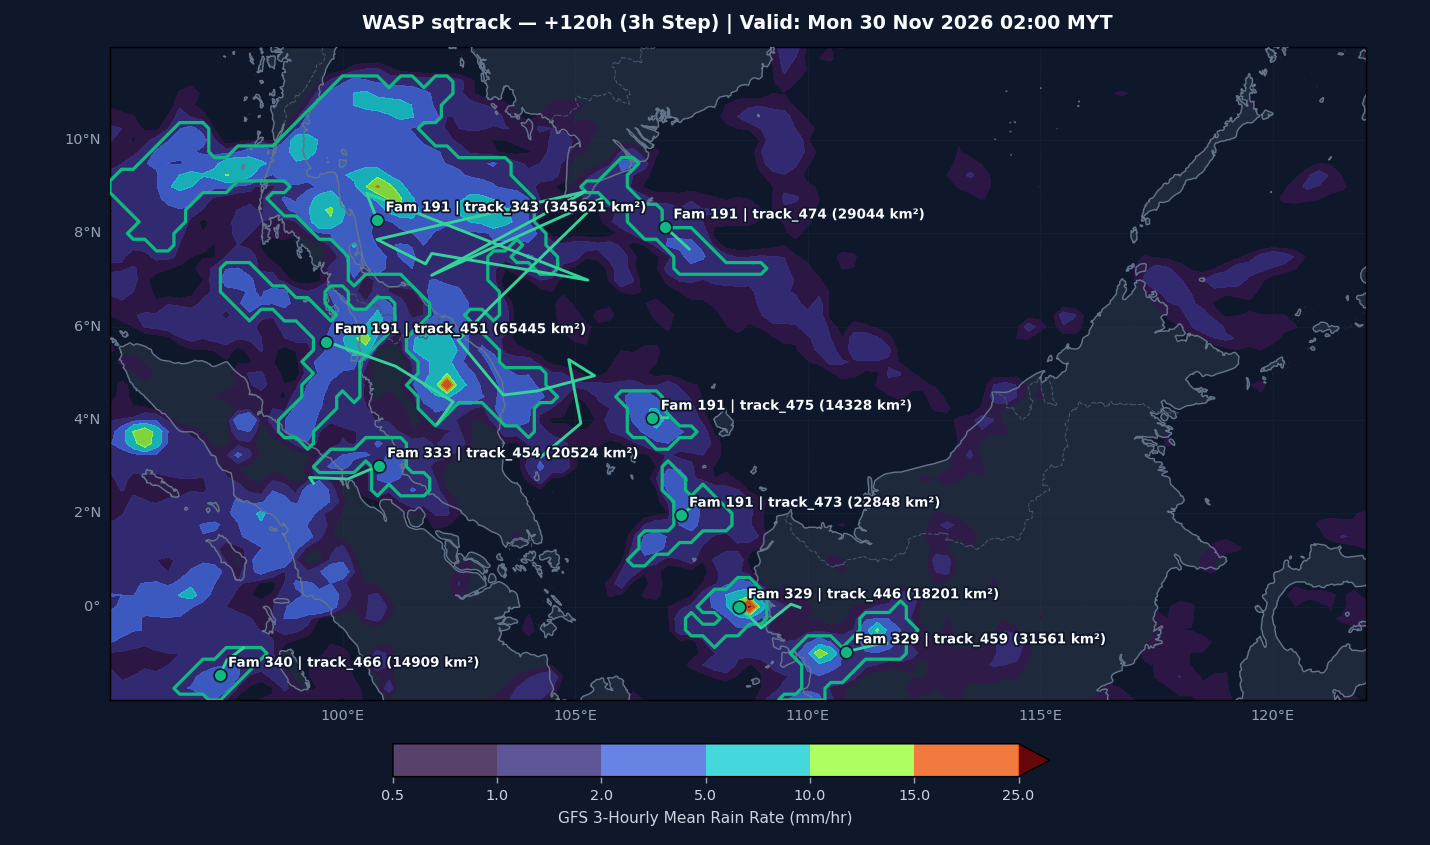 WASP sqtrack — +120h (3h Step) | Valid: Mon 30 Nov 2026 02:00 MYT
10°N
8°N
6°N
4°N
2°N
0°
Fam 191 | track_343 (345621 km²)
Fam 191 | track_474 (29044 km²)
Fam 191 | track_451 (65445 km²)
Fam 191 | track_475 (14328 km²)
Fam 333 | track_454 (20524 km²)
Fam 191 | track_473 (22848 km²)
Fam 329 | track_446 (18201 km²)
Fam 329 | track_459 (31561 km²)
Fam 340 | track_466 (14909 km²)
100°E 105°E 110°E 115°E 120°E
0.5 1.0 2.0 5.0 10.0 15.0 25.0
GFS 3-Hourly Mean Rain Rate (mm/hr)